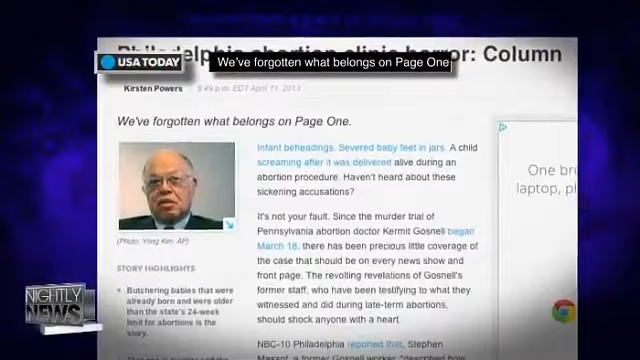 Philadelphia abortion clinic horror: Column
USA TODAY
We've forgotten what belongs on Page One
Kirsten Powers
8:49 p.m. EDT April 11, 2013
We've forgotten what belongs on Page One.
(Photo: Yong Kim, AP)
STORY HIGHLIGHTS
Butchering babies that were
already born and were older
than the state's 24-week
limit for abortions is the
story.
Infant beheadings. Severed baby feet in jars. A child
screaming after it was delivered alive during an
abortion procedure. Haven't heard about these
sickening accusations?
It's not your fault. Since the murder trial of
Pennsylvania abortion doctor Kermit Gosnell began
March 18, there has been precious little coverage of
the case that should be on every news show and
front page. The revolting revelations of Gosnell's
former staff, who have been testifying to what they
witnessed and did during late-term abortions,
should shock anyone with a heart.
NBC-10 Philadelphia reported that, Stephen
Massof, a former Gosnell worker, "described how
One
laptop,
NIGHTLY
NEWS